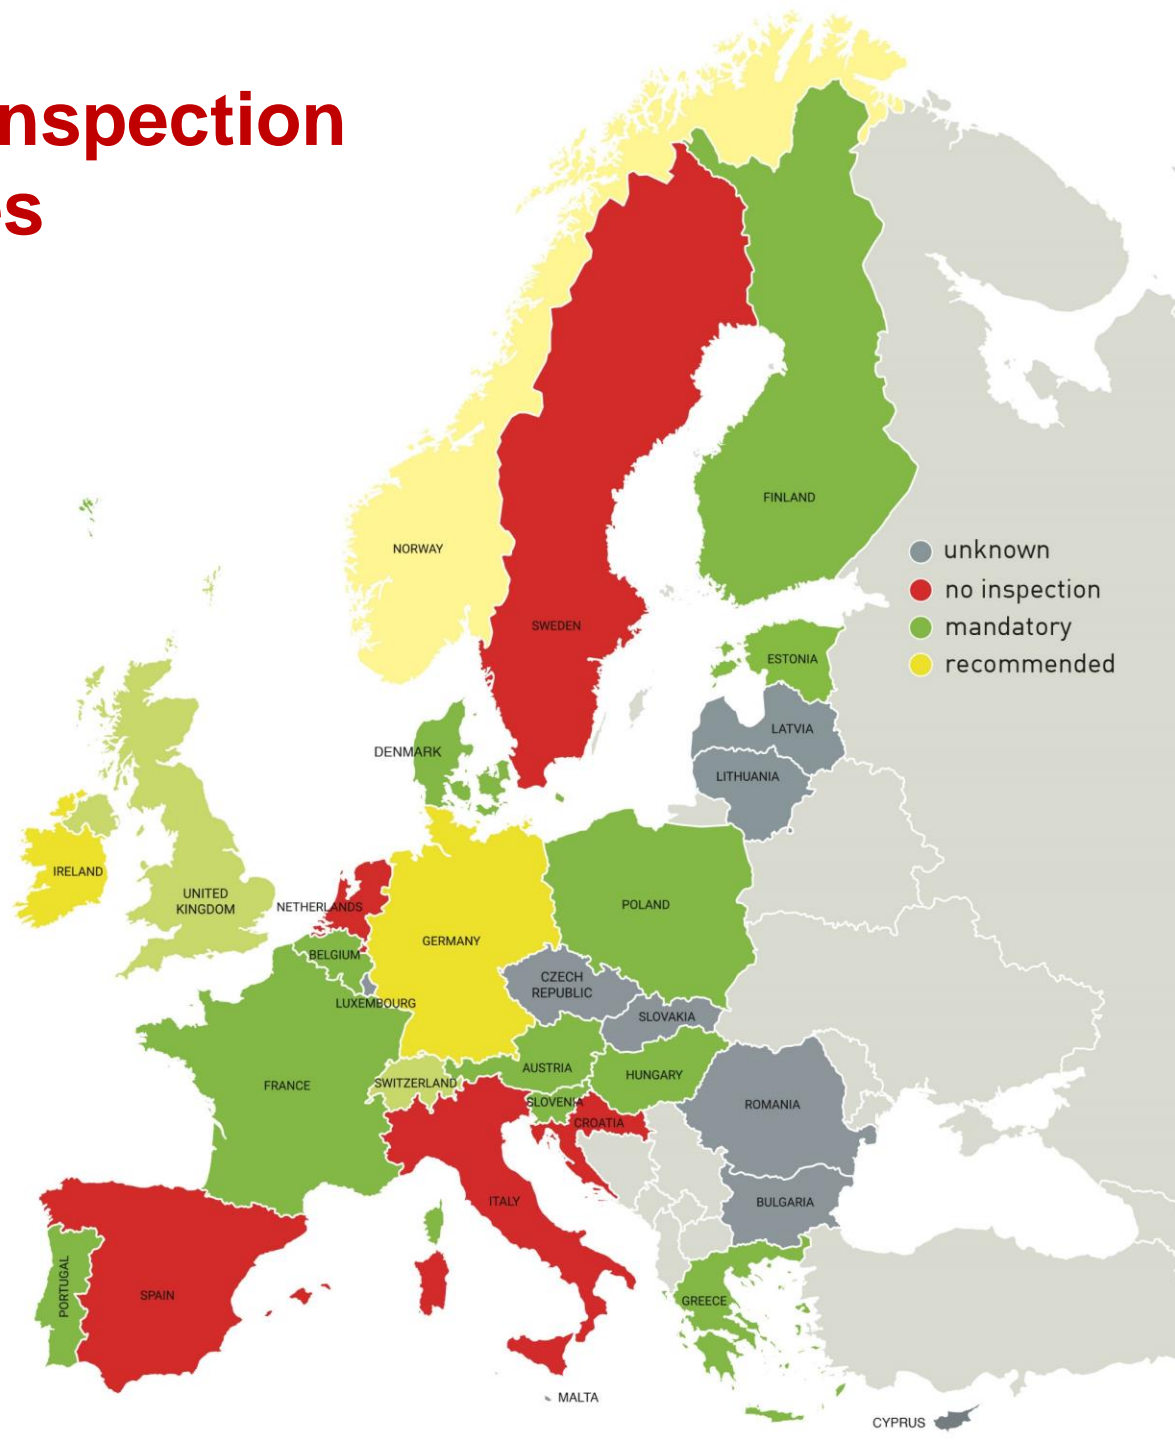 nspection
es
NORWAY
FINLAND
unknown
no inspection
mandatory
recommended
SWEDEN
ESTONIA
LATVIA
DENMARK
LITHUANIA
IRELAND
UNITED
KINGDOM
NETHERLANDS
POLAND
GERMANY
BELGIUM
CZECH
REPUBLIC
LUXEMBOURG
SLOVAKIA
AUSTRIA
HUNGARY
FRANCE
SWITZERLAND
SLOVENIA
ROMANIA
CROATIA
ITALY
BULGARIA
PORTUGAL
SPAIN
GREECE
MALTA
CYPRUS